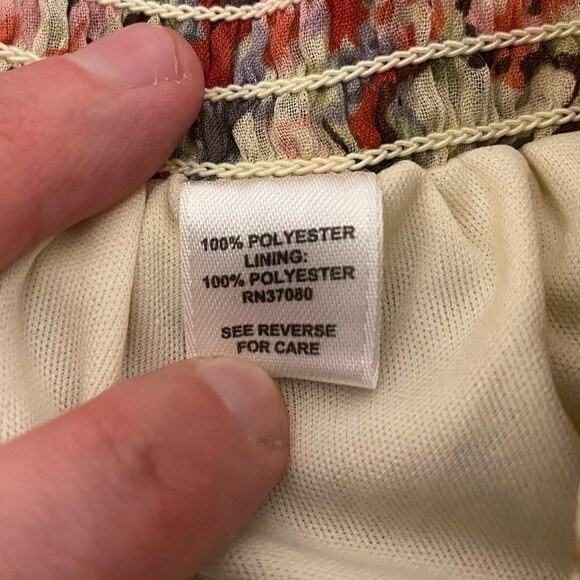 100% POLYESTER
LINING:
100% POLYESTER
RN37080
SEE REVERSE
FOR CARE